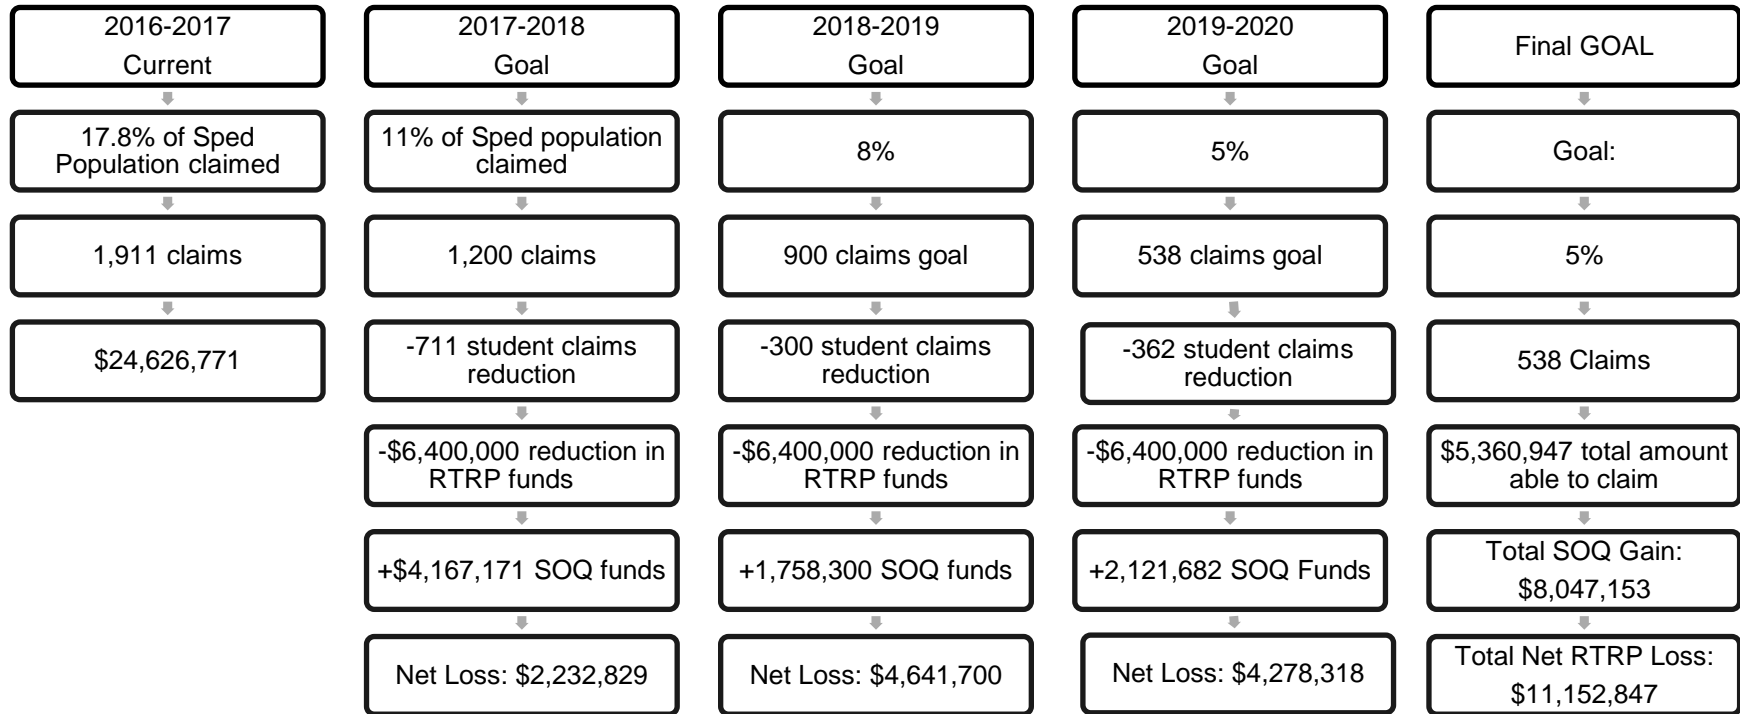 2016-2017
Current
17.8% of Sped
Population claimed
1,911 claims
$24,626,771
2017-2018
Goal
11% of Sped population
claimed
1,200 claims
-711 student claims
reduction
-$6,400,000 reduction in
RTRP funds
+$4,167,171 SOQ funds
Net Loss: $2,232,829
2018-2019
Goal
8%
900 claims goal
-300 student claims
reduction
-$6,400,000 reduction in
RTRP funds
+1,758,300 SOQ funds
Net Loss: $4,641,700
2019-2020
Goal
5%
538 claims goal
-362 student claims
reduction
-$6,400,000 reduction in
RTRP funds
+2,121,682 SOQ Funds
Net Loss: $4,278,318
Final GOAL
Goal:
5%
538 Claims
$5,360,947 total amount
able to claim
Total SOQ Gain:
$8,047,153
Total Net RTRP Loss:
$11,152,847